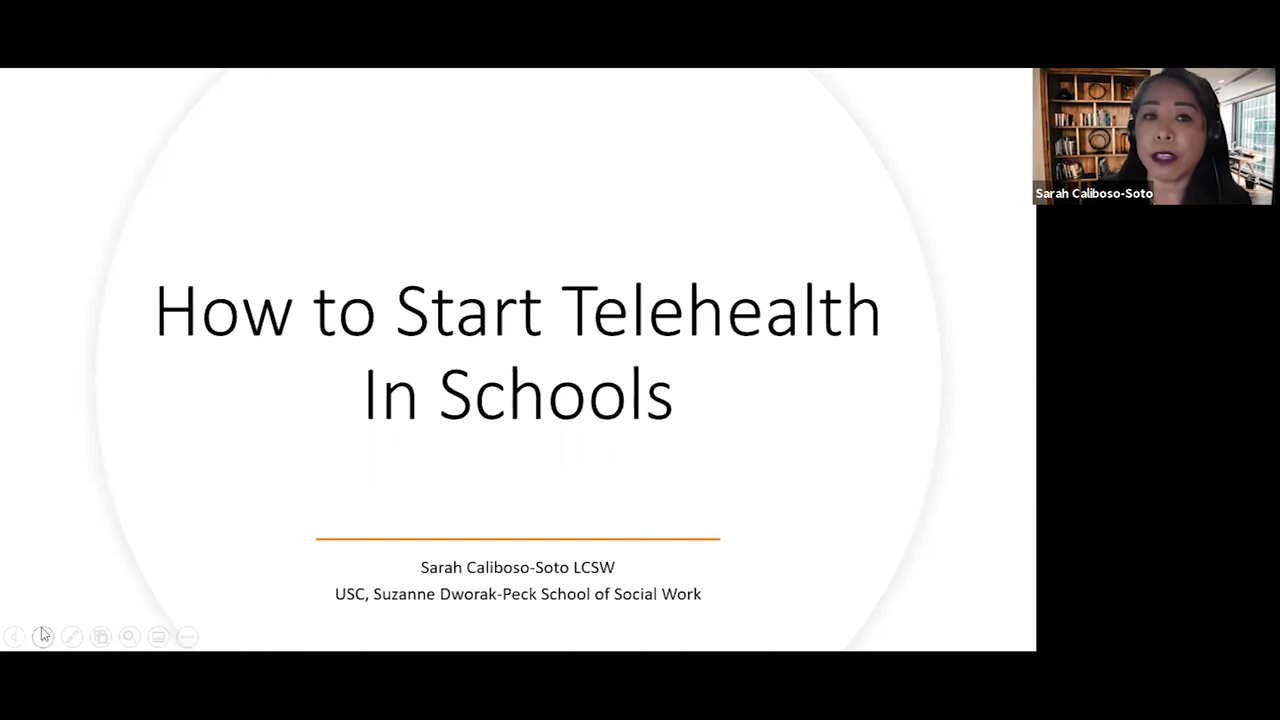 How to Start Telehealth
In Schools
Sarah Caliboso-Soto LCSW
USC, Suzanne Dworak-Peck School of Social Work
Sarah Caliboso-Soto